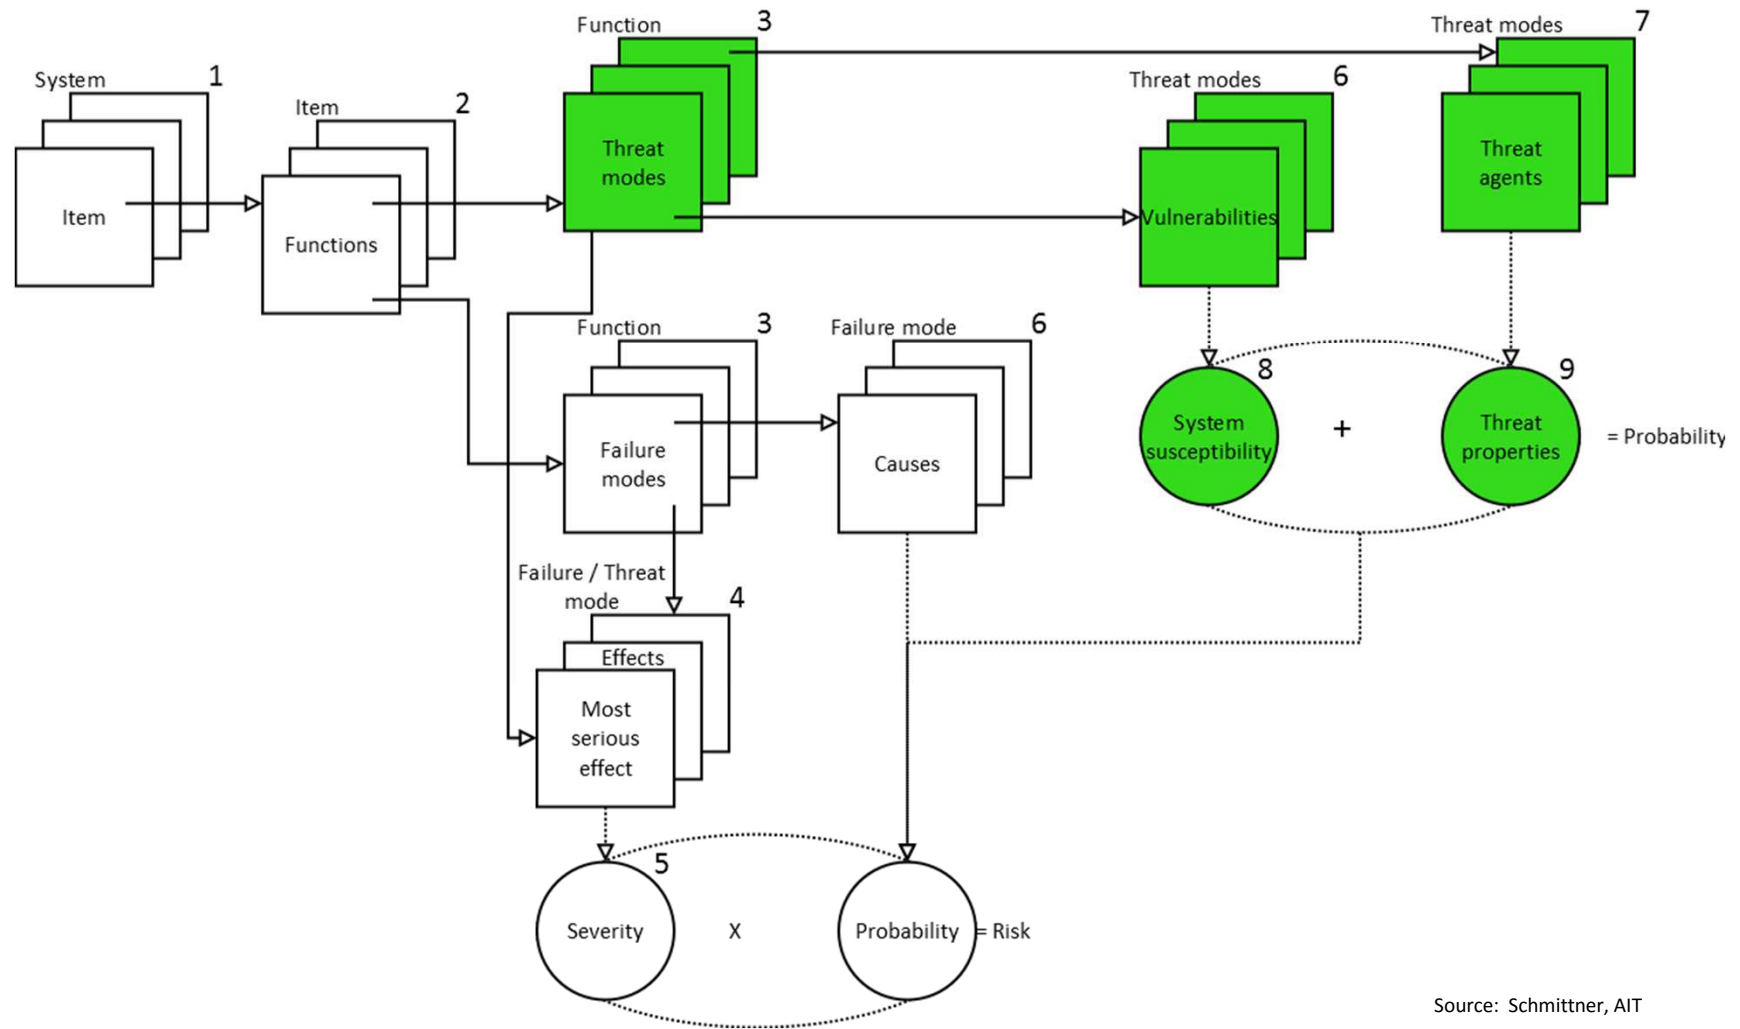 Function
3
Threat modes
7
System
1
Threat modes
6
Item
2
Threat
modes
Threat
agents
Item
Vulnerabilities
Functions
Function
3
Failure mode
6
8
9
System
susceptibility
+
Threat
properties
= Probability
Failure
modes
Causes
Failure / Threat
mode
4
Effects
Most
serious
effect
5
Severity
X
Probability
= Risk
Source: Schmittner, AIT